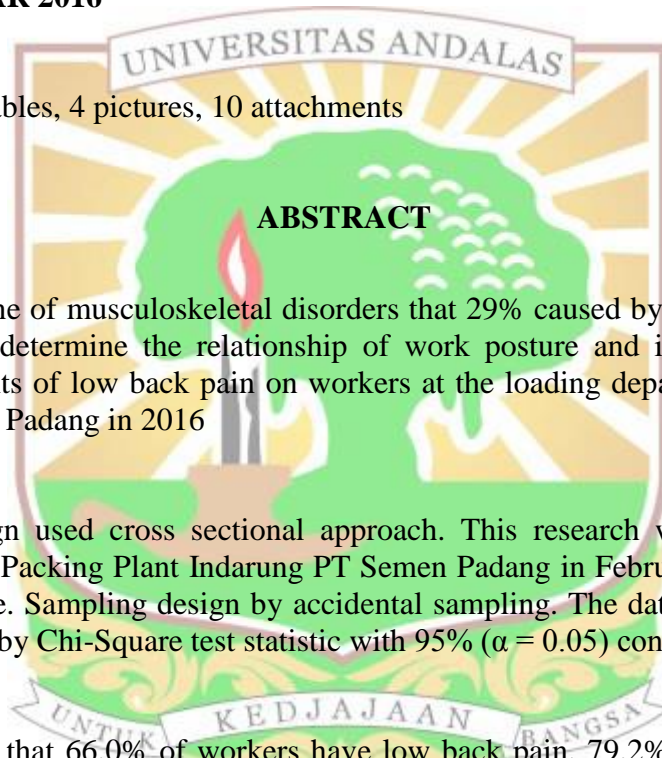 AR 2016
UNIVERSITAS ANDALAS
bles, 4 pictures, 10 attachments
ABSTRACT
ne of musculoskeletal disorders that 29% caused by
determine the relationship of work posture and i
ts of low back pain on workers at the loading depa
Padang in 2016
gn used cross sectional approach. This research w
Packing Plant Indarung PT Semen Padang in Febru
e. Sampling design by accidental sampling. The dat
by Chi-Square test statistic with 95% (α = 0.05) con
UNTUK KEDJAJAAN BANGSA
that 66.0% of workers have low back pain, 79.2%